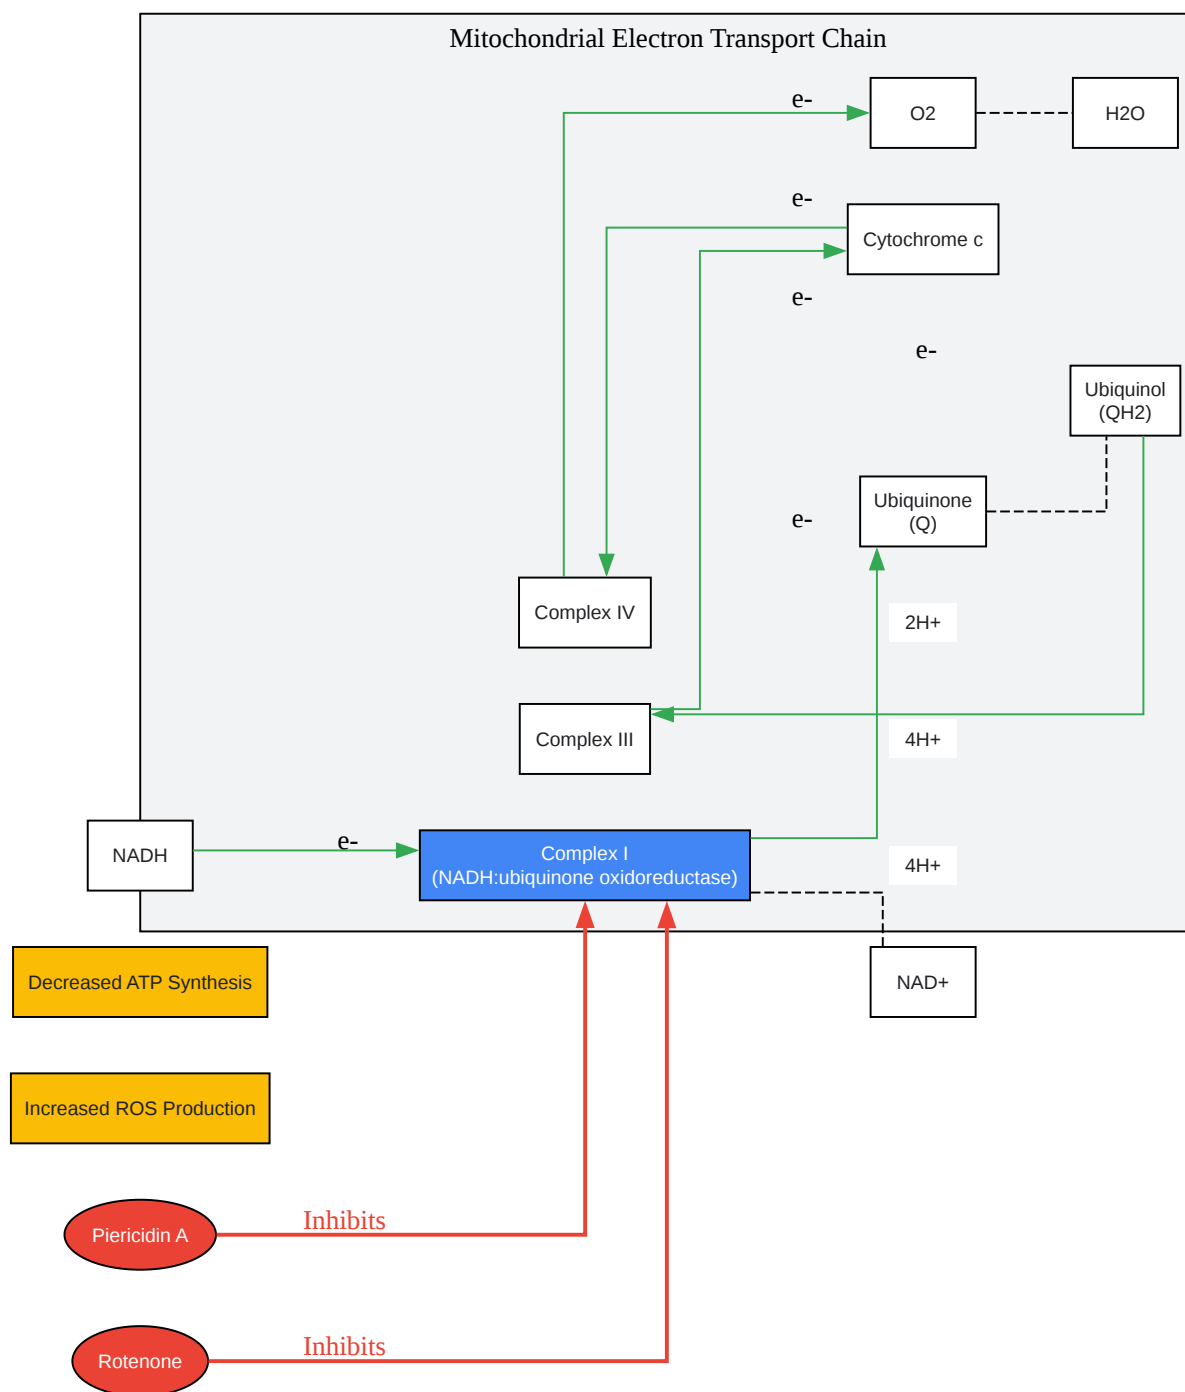 Mitochondrial Electron Transport Chain
e-
O2
H2O
e-
Cytochrome c
e-
e-
Ubiquinol
(QH2)
Ubiquinone
(Q)
e-
Complex IV
2H+
Complex III
4H+
NADH
e-
Complex I
(NADH:ubiquinone oxidoreductase)
4H+
Decreased ATP Synthesis
NAD+
Increased ROS Production
Piericidin A
Inhibits
Rotenone
Inhibits